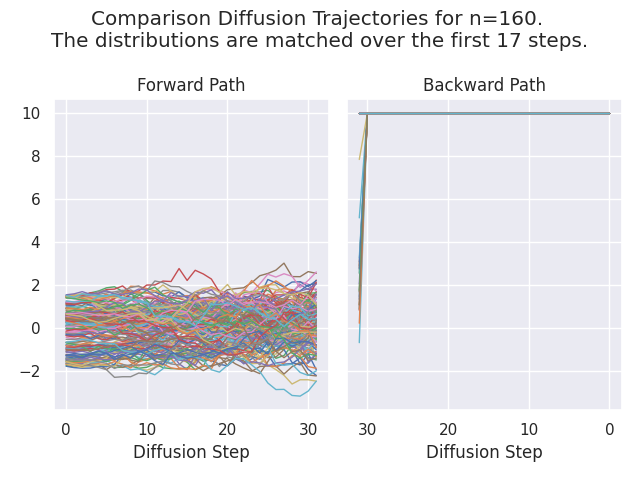 Comparison Diffusion Trajectories for n=160.
The distributions are matched over the first 17 steps.
Forward Path
Backward Path
10
8
6
4
2
0
−2
0 10 20 30
30 20 10 0
Diffusion Step
Diffusion Step